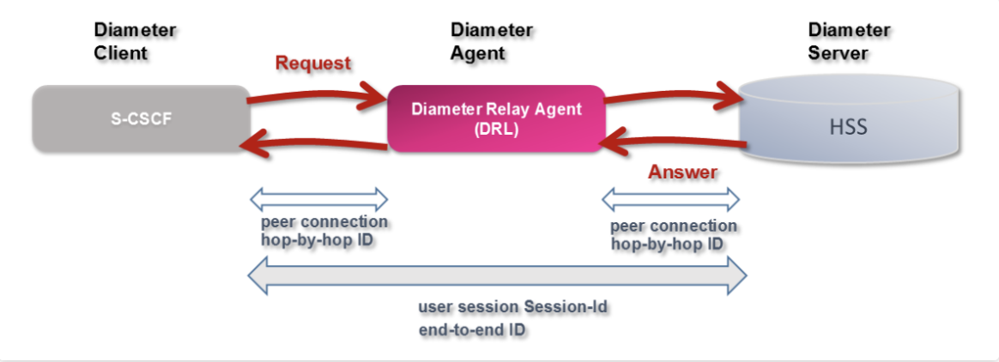 Diameter
Client
Diameter
Agent
Diameter
Server
Request
S-CSCF
Diameter Relay Agent
(DRL)
HSS
Answer
peer connection
hop-by-hop ID
peer connection
hop-by-hop ID
user session Session-Id
end-to-end ID